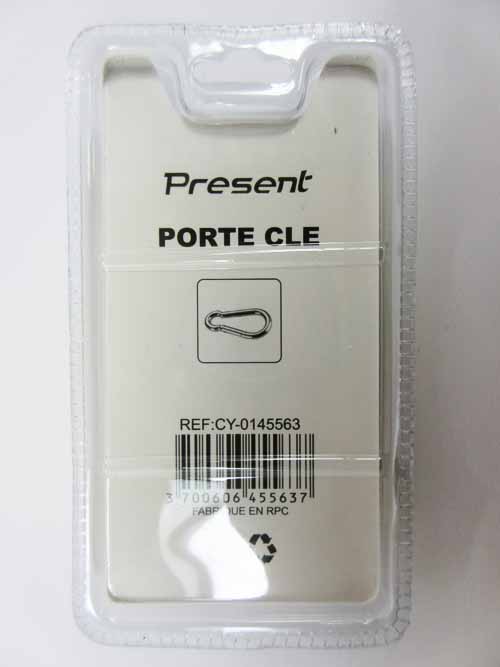 Present
PORTE CLE
REF:CY-0145563
3 700606 455637
FABRIQUE EN RPC